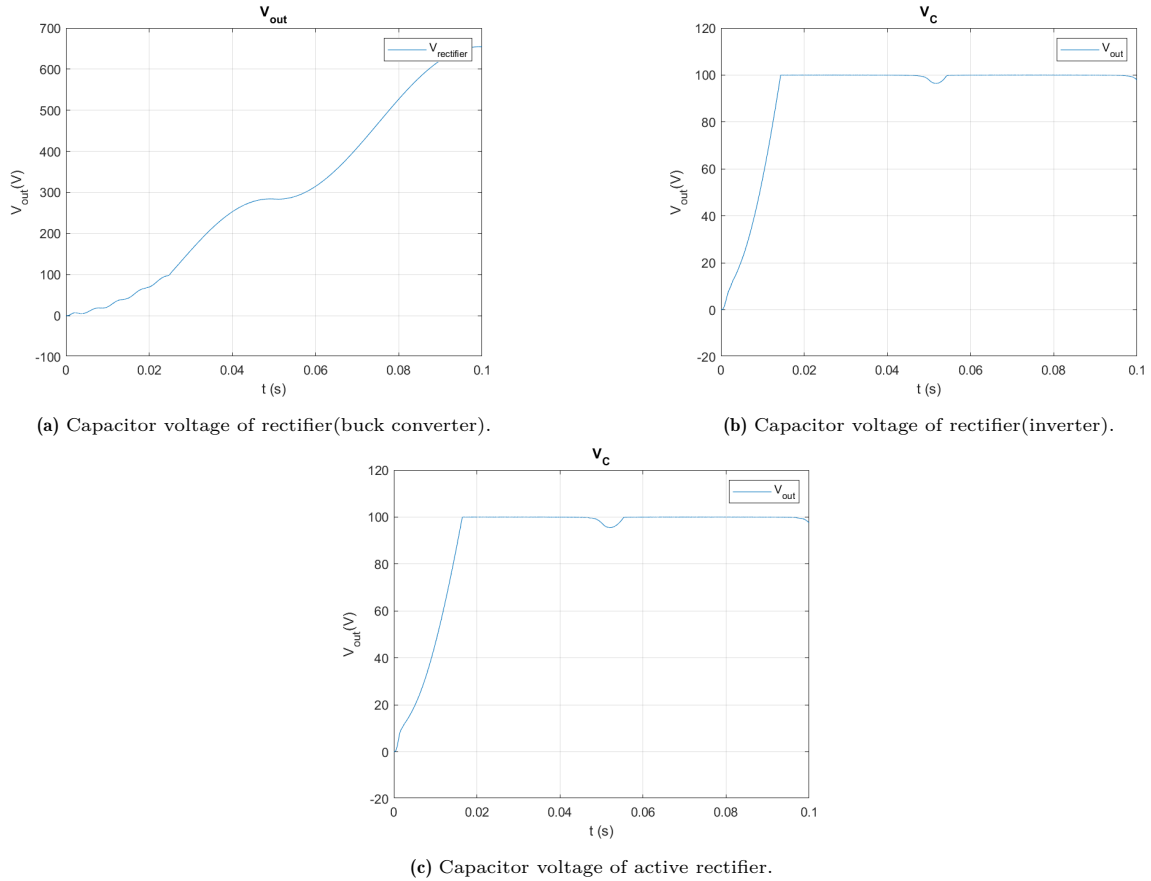 V_out
V_rectifier
700
600
500
400
300
200
100
0
-100
V_out(V)
0 0.02 0.04 0.06 0.08 0.1
t (s)
(a) Capacitor voltage of rectifier(buck converter).
V_C
V_out
120
100
80
60
40
20
0
-20
V_out(V)
0 0.02 0.04 0.06 0.08 0.1
t (s)
(b) Capacitor voltage of rectifier(inverter).
V_C
V_out
120
100
80
60
40
20
0
-20
V_out(V)
0 0.02 0.04 0.06 0.08 0.1
t (s)
(c) Capacitor voltage of active rectifier.